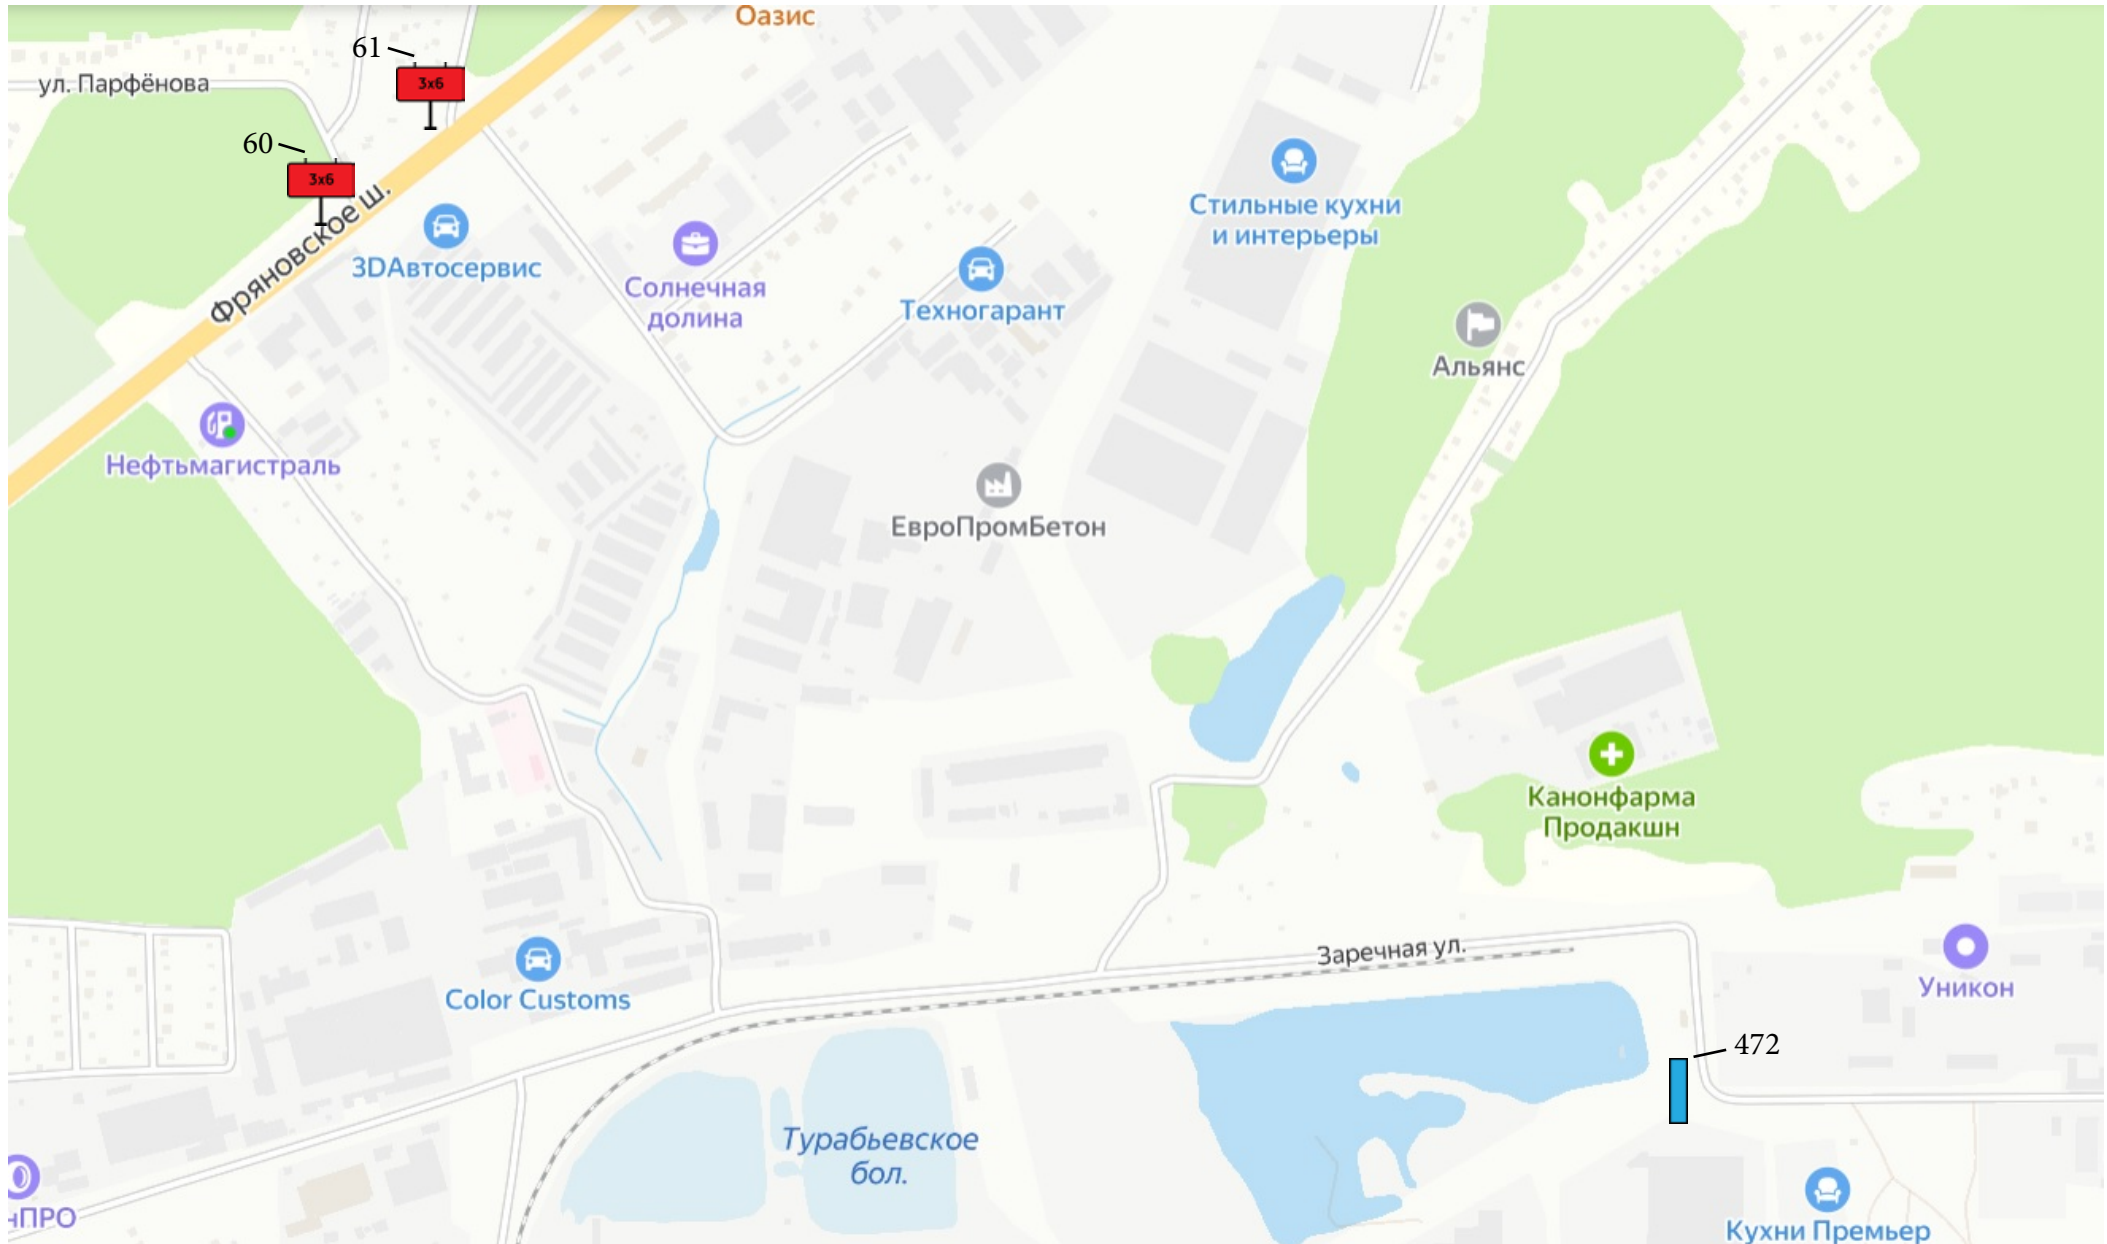 Оазис
61
3x6
ул. Парфёнова
60
3x6
Фряновское ш.
3DАвтосервис
Солнечная
долина
Техногарант
Стильные кухни
и интерьеры
Альянс
Нефтьмагистраль
ЕвроПромБетон
Канонфарма
Продакшн
Заречная ул.
Уникон
Color Customs
472
Турабьевское
бол.
нПРО
Кухни Премьер